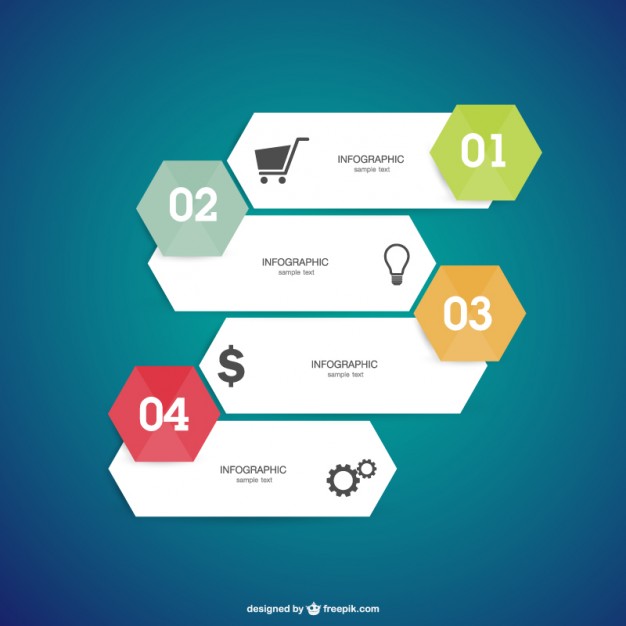 01
INFOGRAPHIC
sample text
02
INFOGRAPHIC
sample text
03
$
INFOGRAPHIC
sample text
04
INFOGRAPHIC
sample text
designed by freepik.com